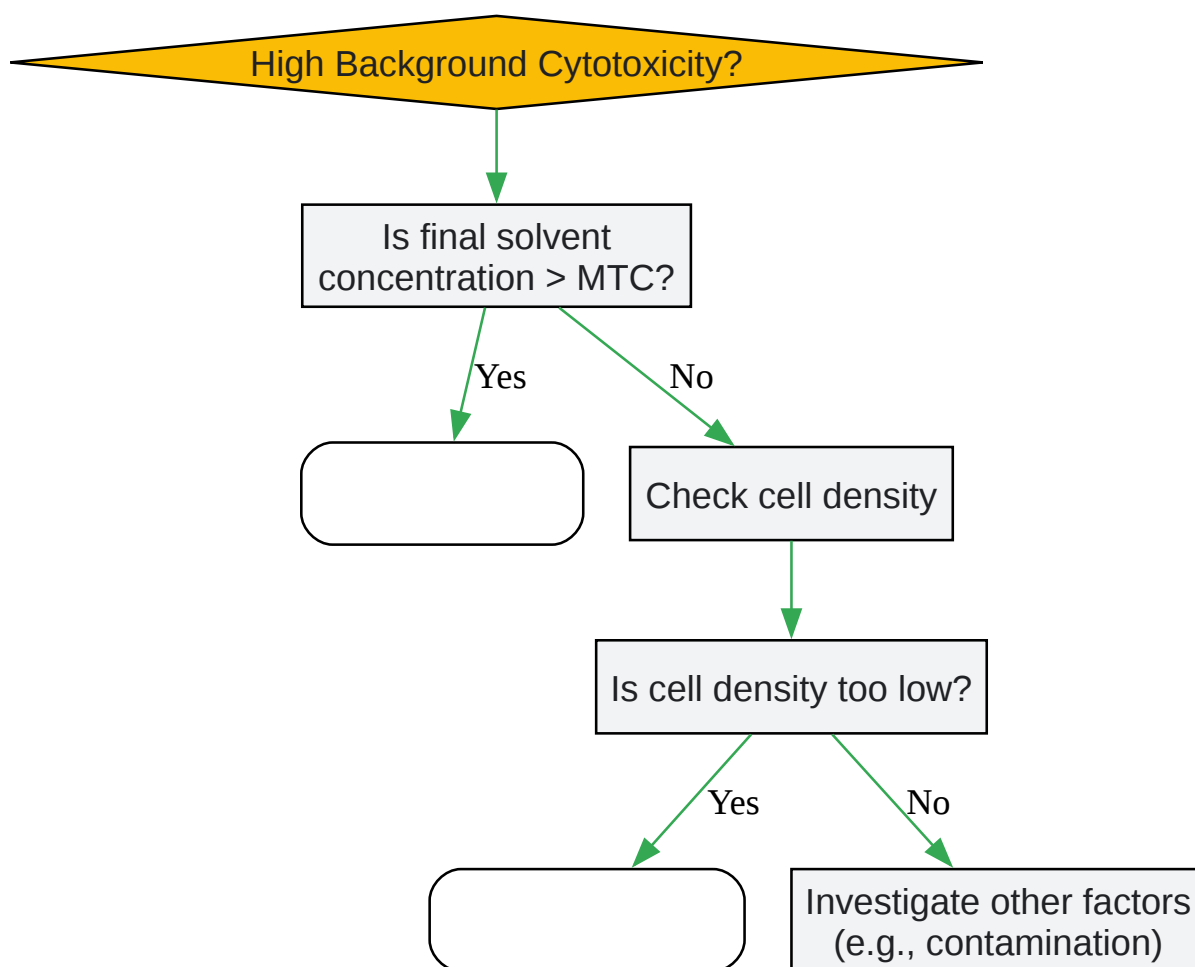 High Background Cytotoxicity?
Is final solvent
concentration > MTC?
Yes
No
Check cell density
Is cell density too low?
Yes
No
Investigate other factors
(e.g., contamination)